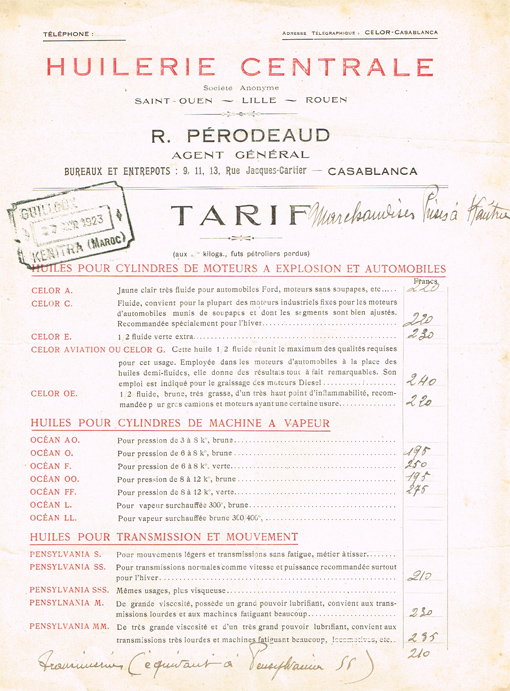 TÉLÉPHONE :
ADRESSE TÉLÉGRAPHIQUE : CELOR-CASABLANCA
HUILERIE CENTRALE
Société Anonyme
SAINT-OUEN — LILLE — ROUEN
R. PÉRODEAUD
AGENT GÉNÉRAL
BUREAUX ET ENTREPOTS : 9, 11, 13, Rue Jacques-Cartier — CASABLANCA
GUILLOUX
1923
KENITRA (MAROC)
TARIF Marchandises Prises à
(aux kilogs., futs pétroliers perdus)
HUILES POUR CYLINDRES DE MOTEURS A EXPLOSION ET AUTOMOBILES
Francs
CELOR A. Jaune clair très fluide pour automobiles Ford, moteurs sans soupapes, etc.... 220
CELOR C. Fluide, convient pour la plupart des moteurs industriels fixes pour les moteurs
d'automobiles munis de soupapes et dont les segments sont bien ajustés.
Recommandée spécialement pour l'hiver 220
CELOR E. 1/2 fluide verte extra 230
CELOR AVIATION OU CELOR G. Cette huile 1/2 fluide réunit le maximum des qualités requises
pour cet usage. Employée dans les moteurs d'automobiles à la place des
huiles demi-fluides, elle donne des résultats tout à fait remarquables. Son
emploi est indiqué pour le graissage des moteurs Diesel 240
CELOR OE. 1/2 fluide, brune, très grasse, d'un très haut point d'inflammabilité, recom-
mandée pour gros camions et moteurs ayant une certaine usure. 220
HUILES POUR CYLINDRES DE MACHINE A VAPEUR
OCÉAN AO. Pour pression de 3 à 8 k°, brune
OCÉAN O. Pour pression de 6 à 8 k°, brune 195
OCÉAN F. Pour pression de 6 à 8 k°, verte. 250
OCÉAN OO. Pour pression de 8 à 12 k°, brune 195
OCÉAN FF. Pour pression de 8 à 12 k°, verte. 275
OCÉAN L. Pour vapeur surchauffée 300°, brune
OCÉAN LL. Pour vapeur surchauffée brune 300/400°,
HUILES POUR TRANSMISSION ET MOUVEMENT
PENSYLVANIA S. Pour mouvements légers et transmissions sans fatigue, métier à tisser
PENSYLVANIA SS. Pour transmissions normales comme vitesse et puissance recommandée surtout
pour l'hiver 210
PENSYLVANIA SSS. Mêmes usages, plus visqueuse
PENSYLNANIA M. De grande viscosité, possède un grand pouvoir lubrifiant, convient aux trans-
missions lourdes et aux machines fatiguant beaucoup 230
PENSYLVANIA MM. De très grande viscosité et d'un très grand pouvoir lubrifiant, convient aux
transmissions très lourdes et machines fatiguant beaucoup, locomotives, etc.. 235
(équivaut à Pensylvania SS) 210